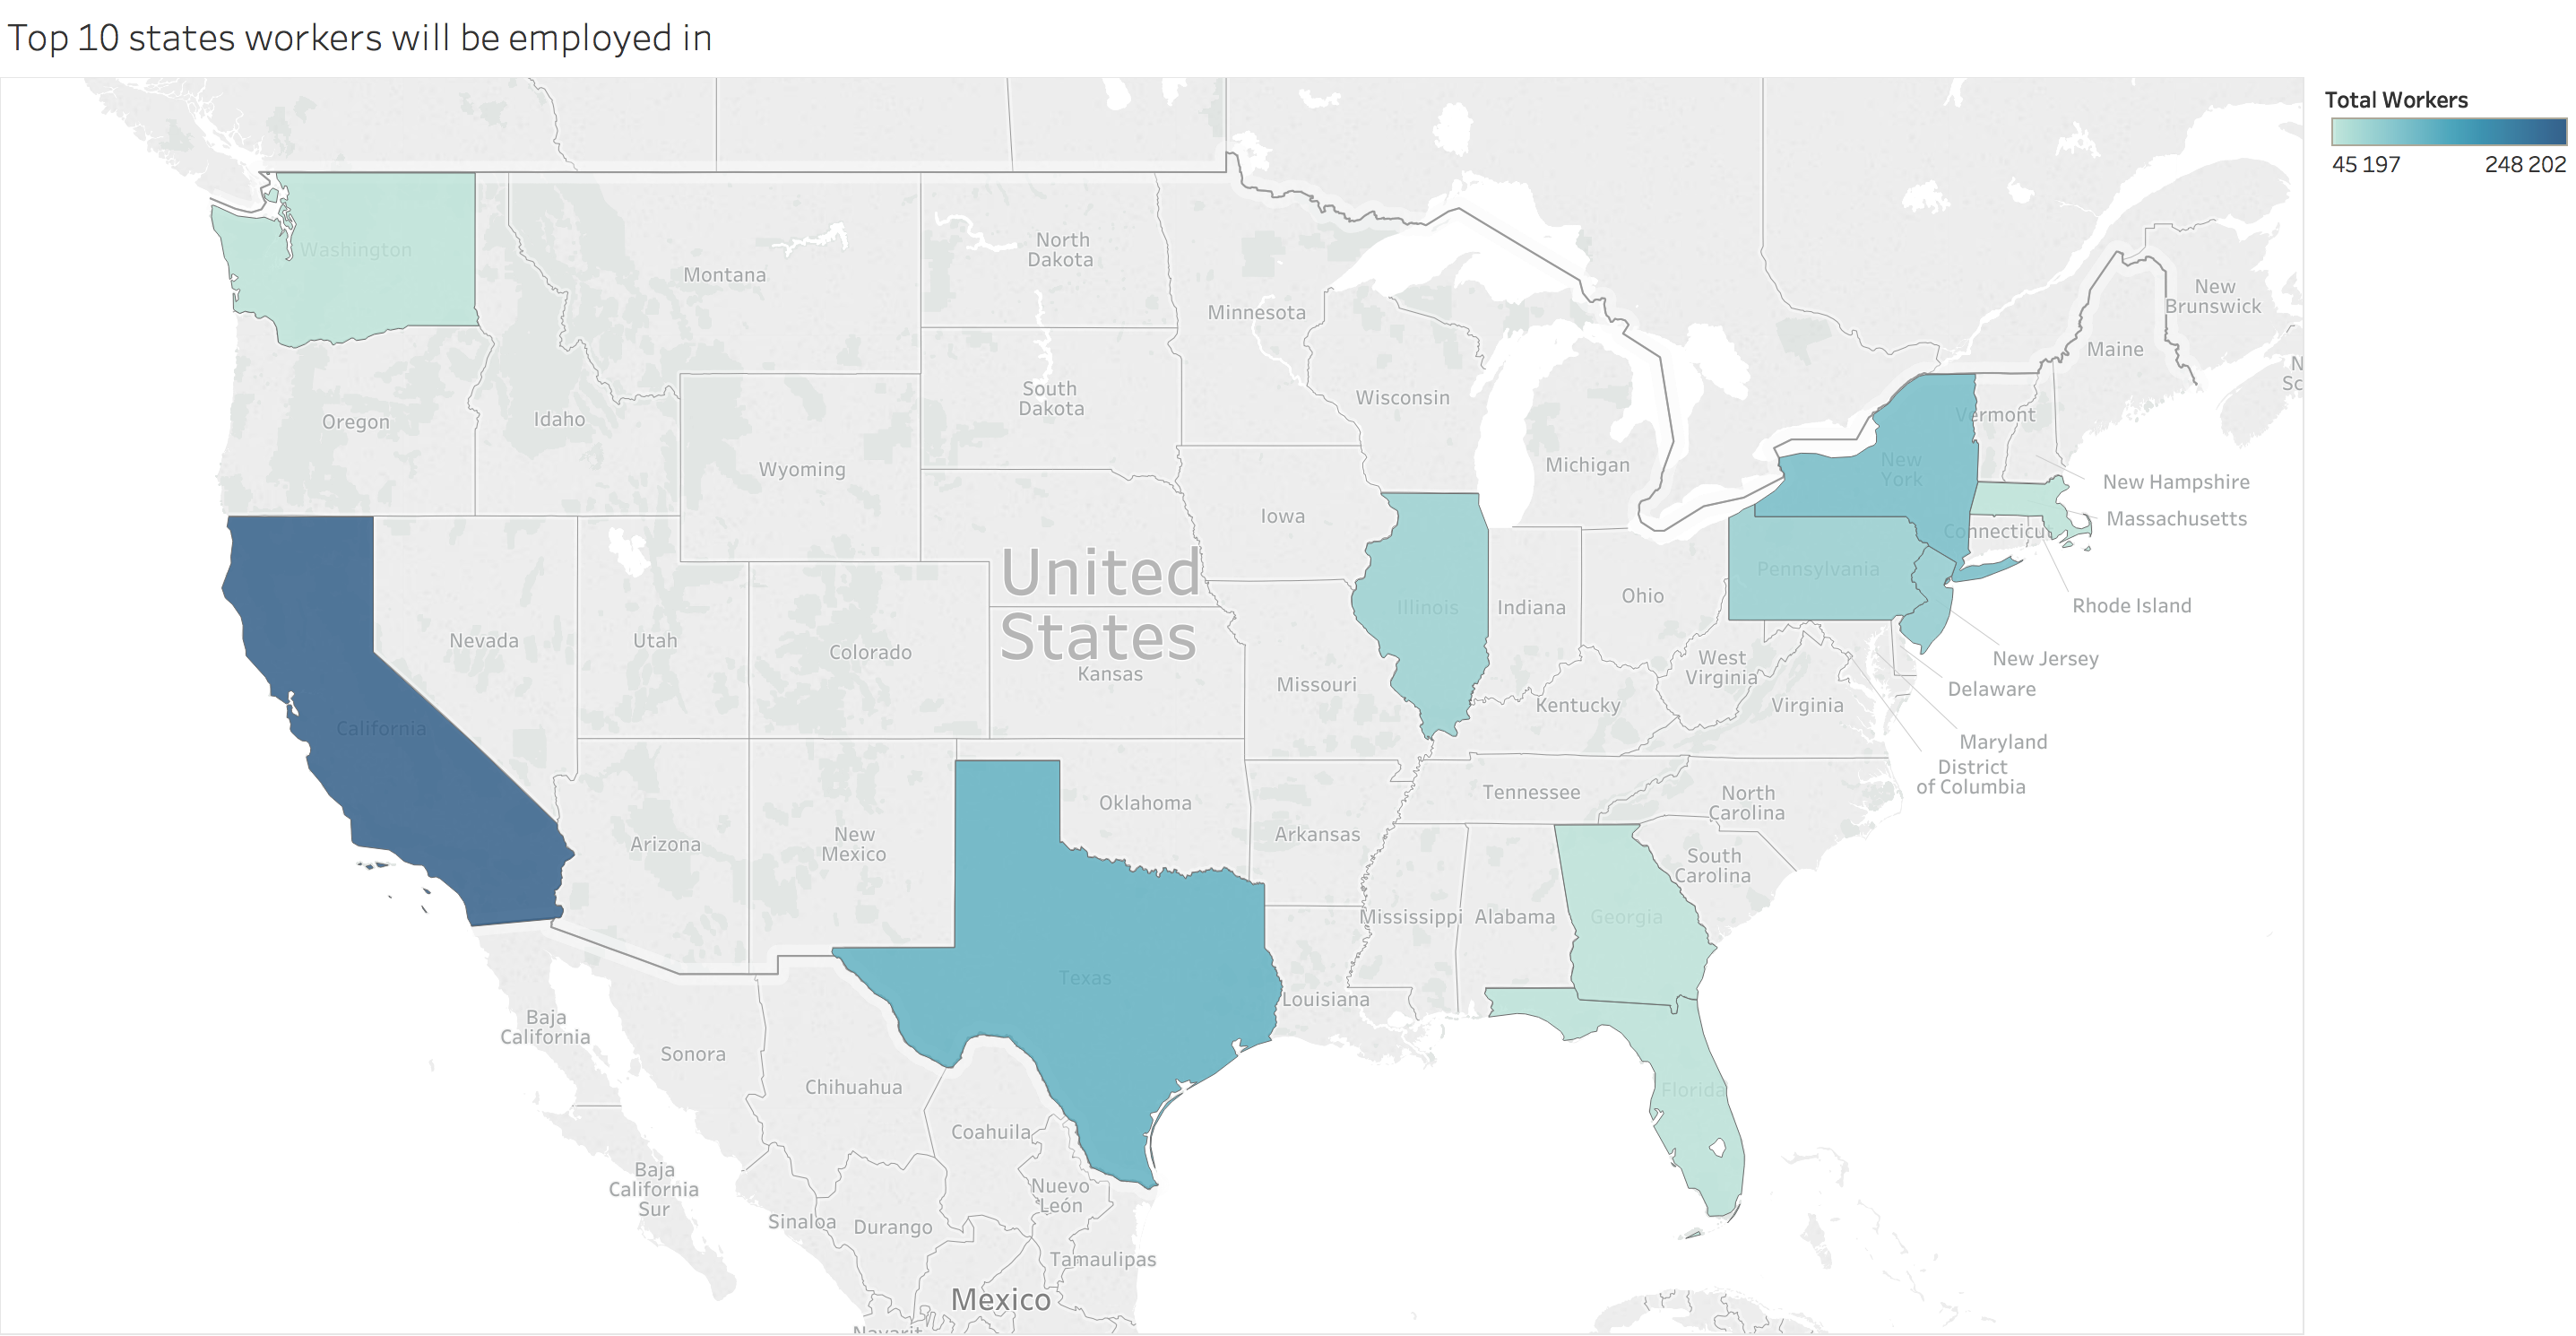 Top 10 states workers will be employed in
Total Workers
45 197
248 202
Washington
Montana
North
Dakota
Minnesota
New
Brunswick
Maine
South
Dakota
Wisconsin
Vermont
Oregon
Idaho
Wyoming
Michigan
New
York
New Hampshire
Massachusetts
Iowa
Connecticut
United
States
Pennsylvania
Illinois
Indiana
Ohio
Rhode Island
Nevada
Utah
Colorado
Kansas
Missouri
West
Virginia
New Jersey
Delaware
Kentucky
Virginia
California
Maryland
District
of Columbia
Oklahoma
Tennessee
North
Carolina
Arizona
New
Mexico
Arkansas
South
Carolina
Mississippi
Alabama
Georgia
Texas
Louisiana
Baja
California
Sonora
Chihuahua
Florida
Coahuila
Baja
California
Sur
Nuevo
León
Sinaloa
Durango
Tamaulipas
Mexico